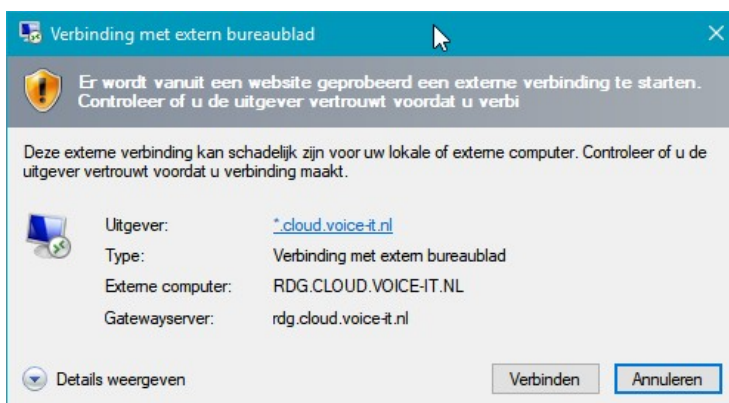 Verbinding met extern bureaublad
Er wordt vanuit een website geprobeerd een externe verbinding te starten.
Controleer of u de uitgever vertrouwt voordat u verbi
Deze externe verbinding kan schadelijk zijn voor uw lokale of externe computer. Controleer of u de
uitgever vertrouwt voordat u verbinding maakt.
Uitgever: *.cloud.voice-it.nl
Type: Verbinding met extern bureaublad
Externe computer: RDG.CLOUD.VOICE-IT.NL
Gatewayserver: rdg.cloud.voice-it.nl
Details weergeven Verbinden Annuleren